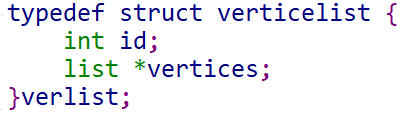 typedef struct verticelist {
    int id;
    list *vertices;
}verlist;